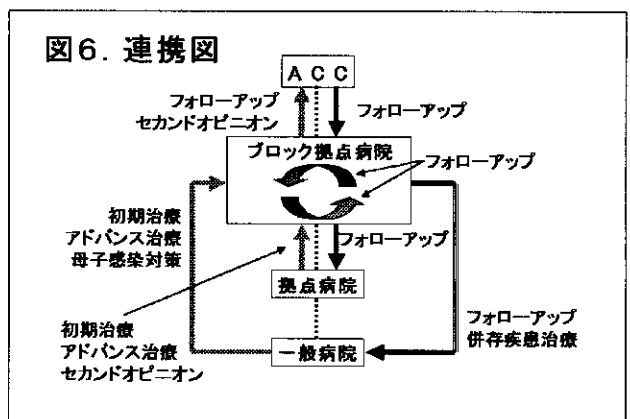 図6. 連携図
ACC
フォローアップ
セカンドオピニオン
フォローアップ
ブロック拠点病院
フォローアップ
初期治療
アドバンス治療
母子感染対策
フォローアップ
拠点病院
初期治療
アドバンス治療
セカンドオピニオン
一般病院
フォローアップ
併存疾患治療